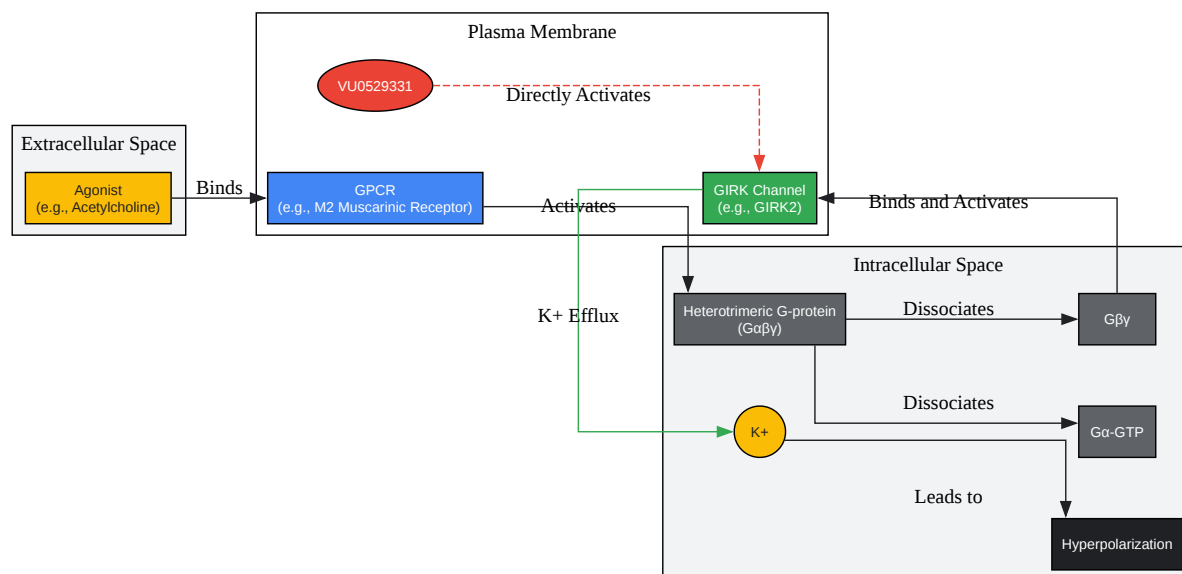 Plasma Membrane
VU0529331
Directly Activates
Extracellular Space
Agonist
(e.g., Acetylcholine)
Binds
GPCR
(e.g., M2 Muscarinic Receptor)
Activates
GIRK Channel
(e.g., GIRK2)
Binds and Activates
Intracellular Space
K+ Efflux
Heterotrimeric G-protein
(Gαβγ)
Dissociates
Gβγ
Dissociates
K+
Gα-GTP
Leads to
Hyperpolarization